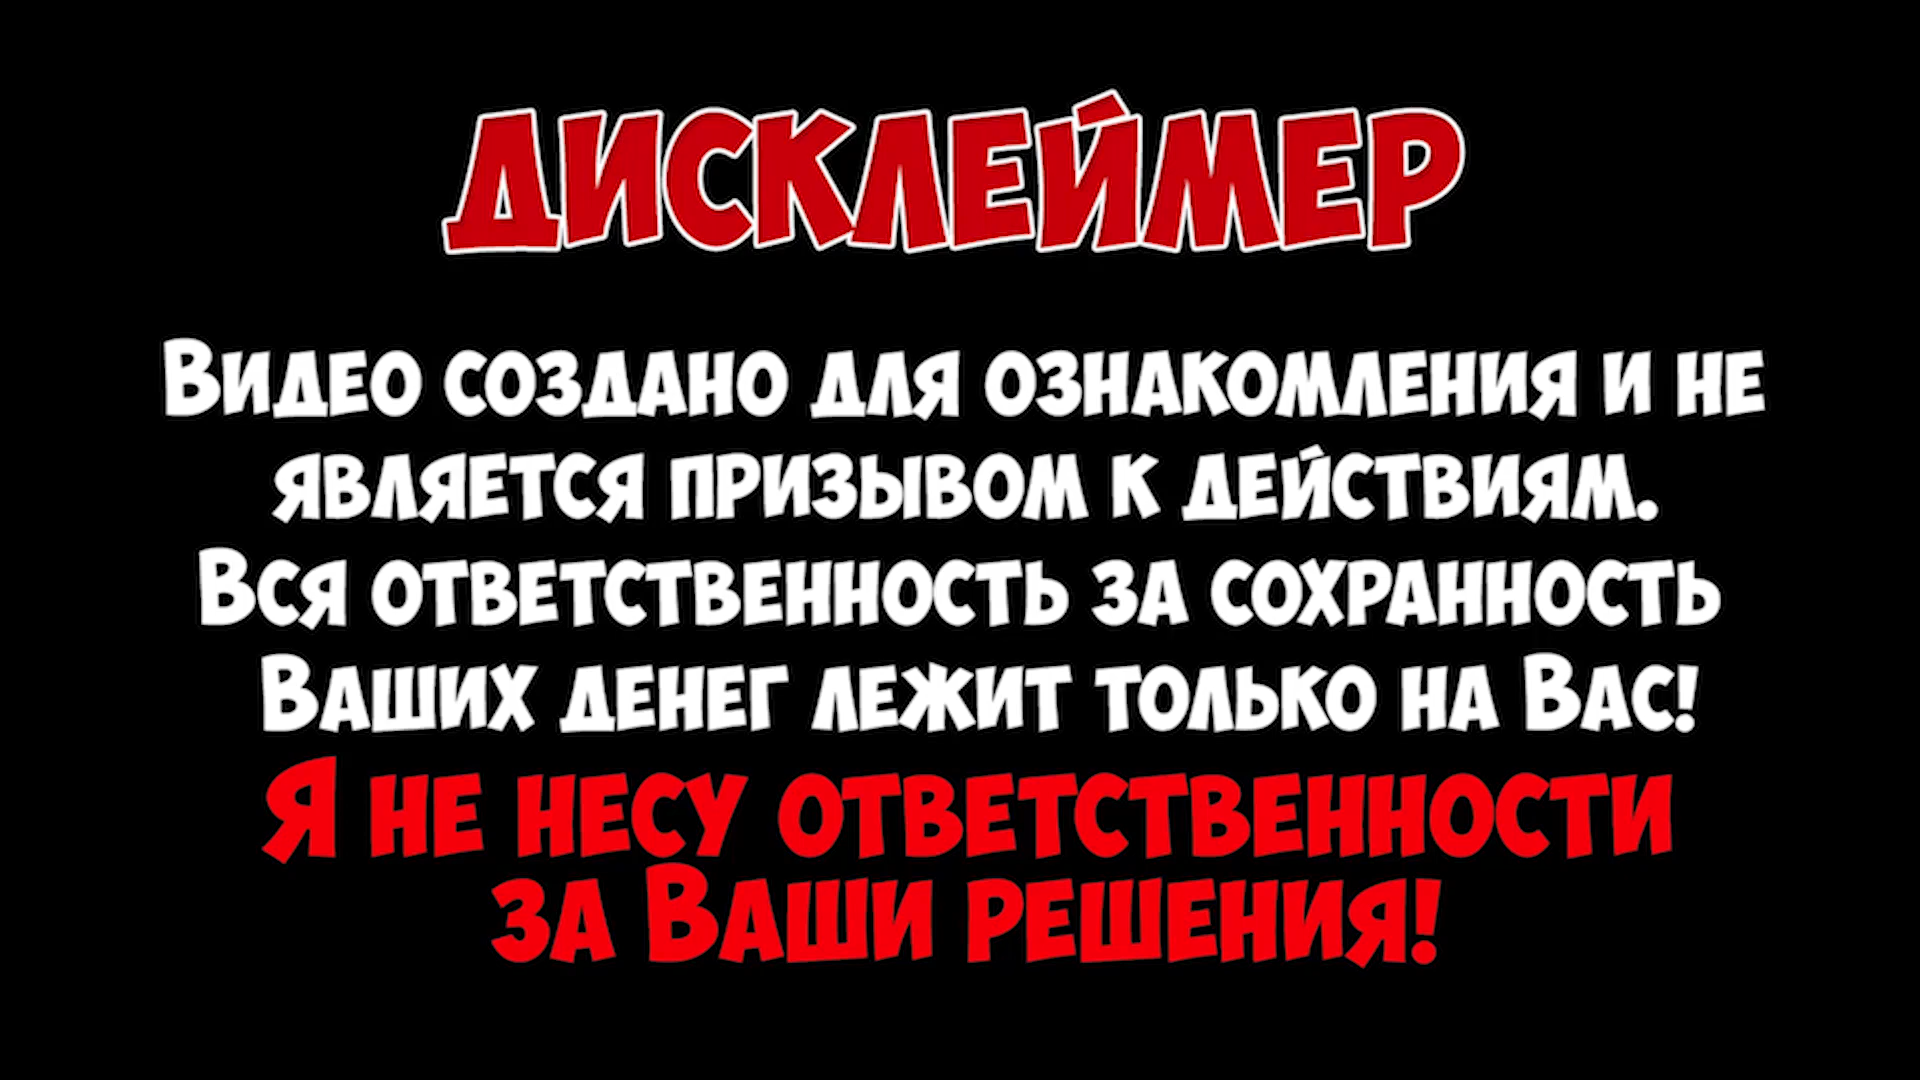 ДИСКЛЕЙМЕР
Видео создано для ознакомления и не
является призывом к действиям.
Вся ответственность за сохранность
Ваших денег лежит только на Вас!
Я не несу ответственности
за Ваши решения!